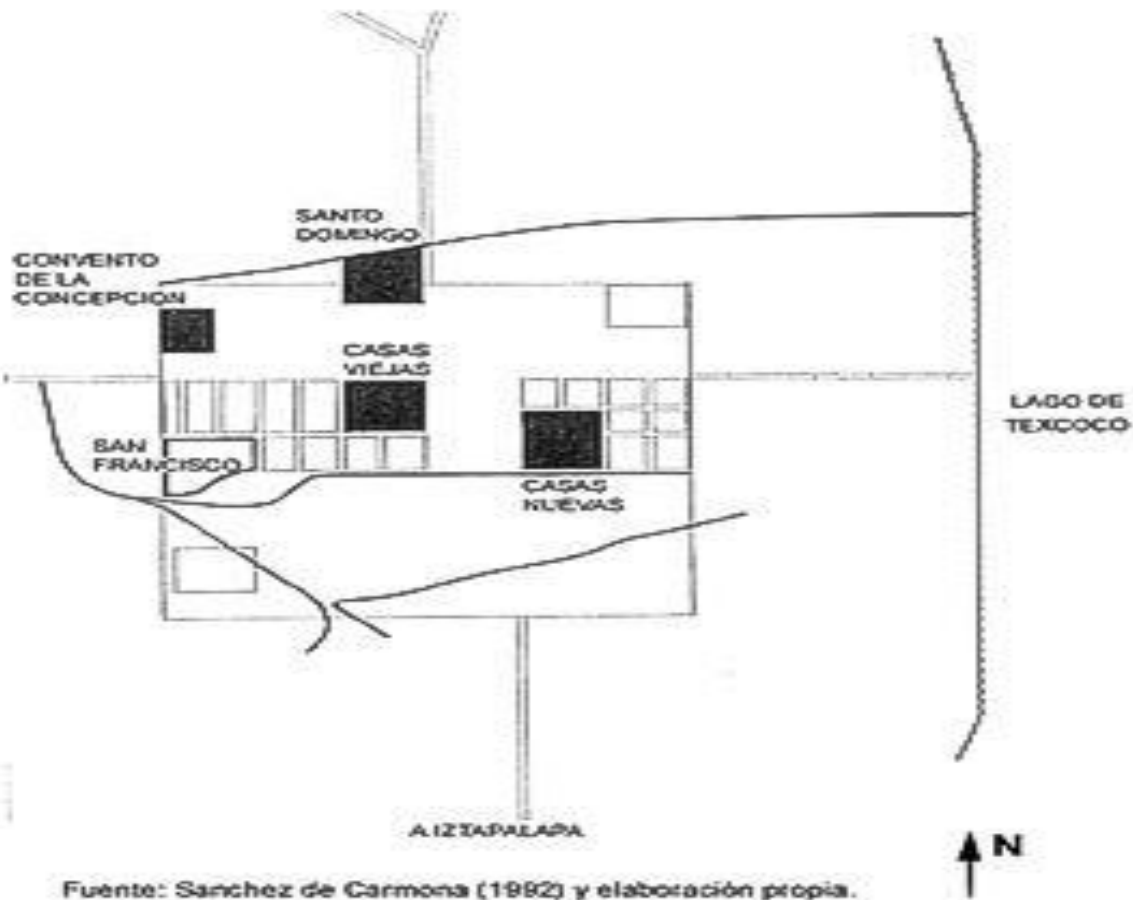 SANTO
DOMINGO
CONVENTO
DE LA
CONCEPCION
CASAS
VIEJAS
SAN
FRANCISCO
CASAS
NUEVAS
LAGO DE
TEXCOCO
A IZTAPALAPA
N
Fuente: Sanchez de Carmona (1992) y elaboración propia.